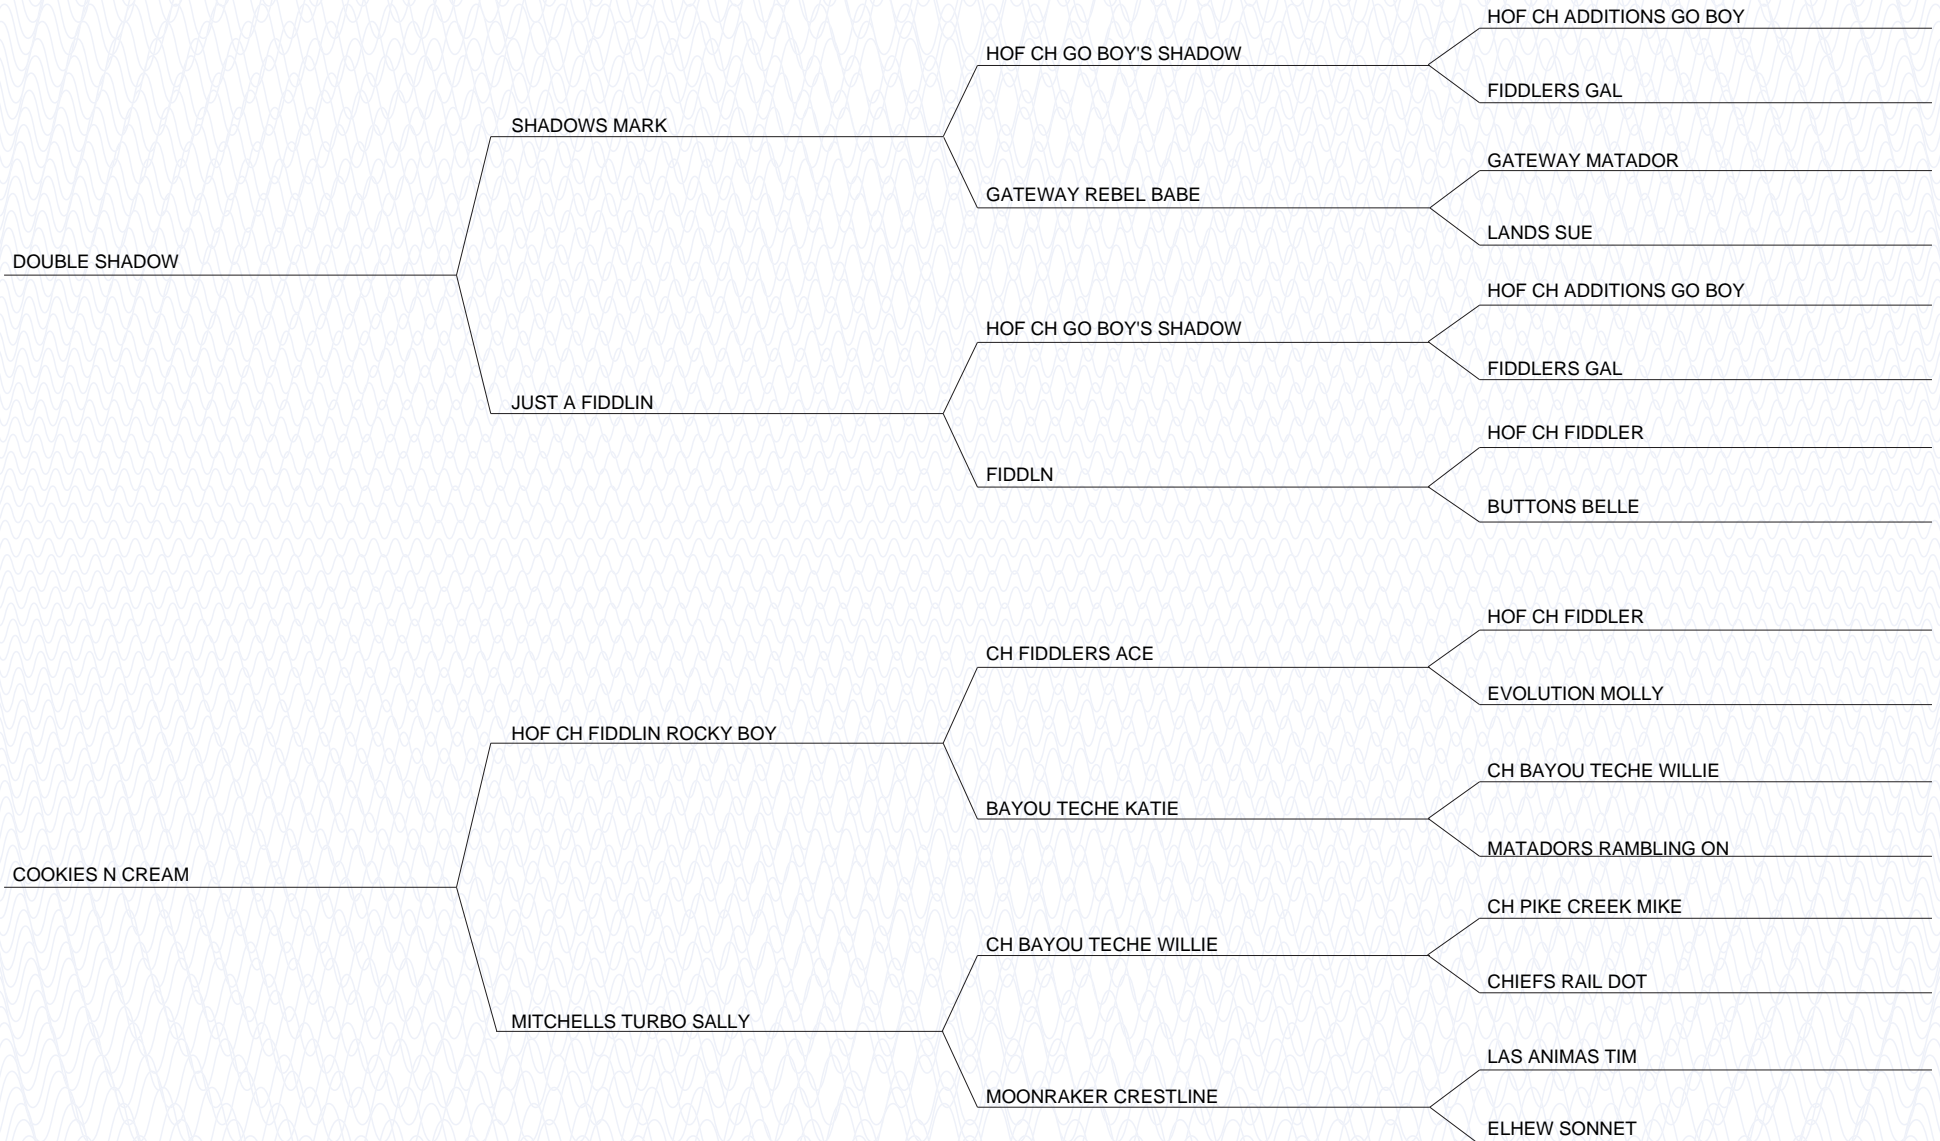 HOF CH ADDITIONS GO BOY
HOF CH GO BOY'S SHADOW
FIDDLERS GAL
SHADOWS MARK
GATEWAY MATADOR
GATEWAY REBEL BABE
LANDS SUE
DOUBLE SHADOW
HOF CH ADDITIONS GO BOY
HOF CH GO BOY'S SHADOW
FIDDLERS GAL
JUST A FIDDLIN
HOF CH FIDDLER
FIDDLN
BUTTONS BELLE
HOF CH FIDDLER
CH FIDDLERS ACE
EVOLUTION MOLLY
HOF CH FIDDLIN ROCKY BOY
CH BAYOU TECHE WILLIE
BAYOU TECHE KATIE
MATADORS RAMBLING ON
COOKIES N CREAM
CH PIKE CREEK MIKE
CH BAYOU TECHE WILLIE
CHIEFS RAIL DOT
MITCHELLS TURBO SALLY
LAS ANIMAS TIM
MOONRAKER CRESTLINE
ELHEW SONNET